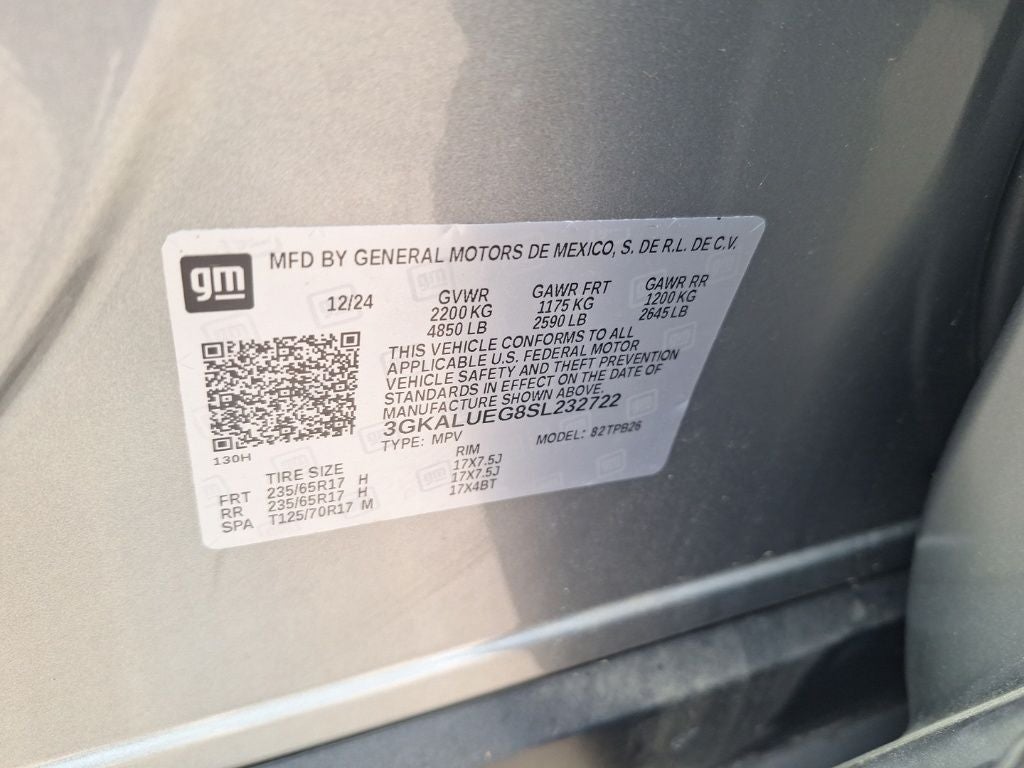 gm
MFD BY GENERAL MOTORS DE MEXICO, S. DE R.L. DE C.V.
12/24 GVWR GAWR FRT GAWR RR
2200 KG 1175 KG 1200 KG
4850 LB 2590 LB 2645 LB
THIS VEHICLE CONFORMS TO ALL
APPLICABLE U.S. FEDERAL MOTOR
VEHICLE SAFETY AND THEFT PREVENTION
STANDARDS IN EFFECT ON THE DATE OF
MANUFACTURE SHOWN ABOVE.
3GKALUEG8SL232722
TYPE: MPV MODEL: 82TPB26
130H
TIRE SIZE RIM
FRT 235/65R17 H 17X7.5J
RR 235/65R17 H 17X7.5J
SPA T125/70R17 M 17X4BT